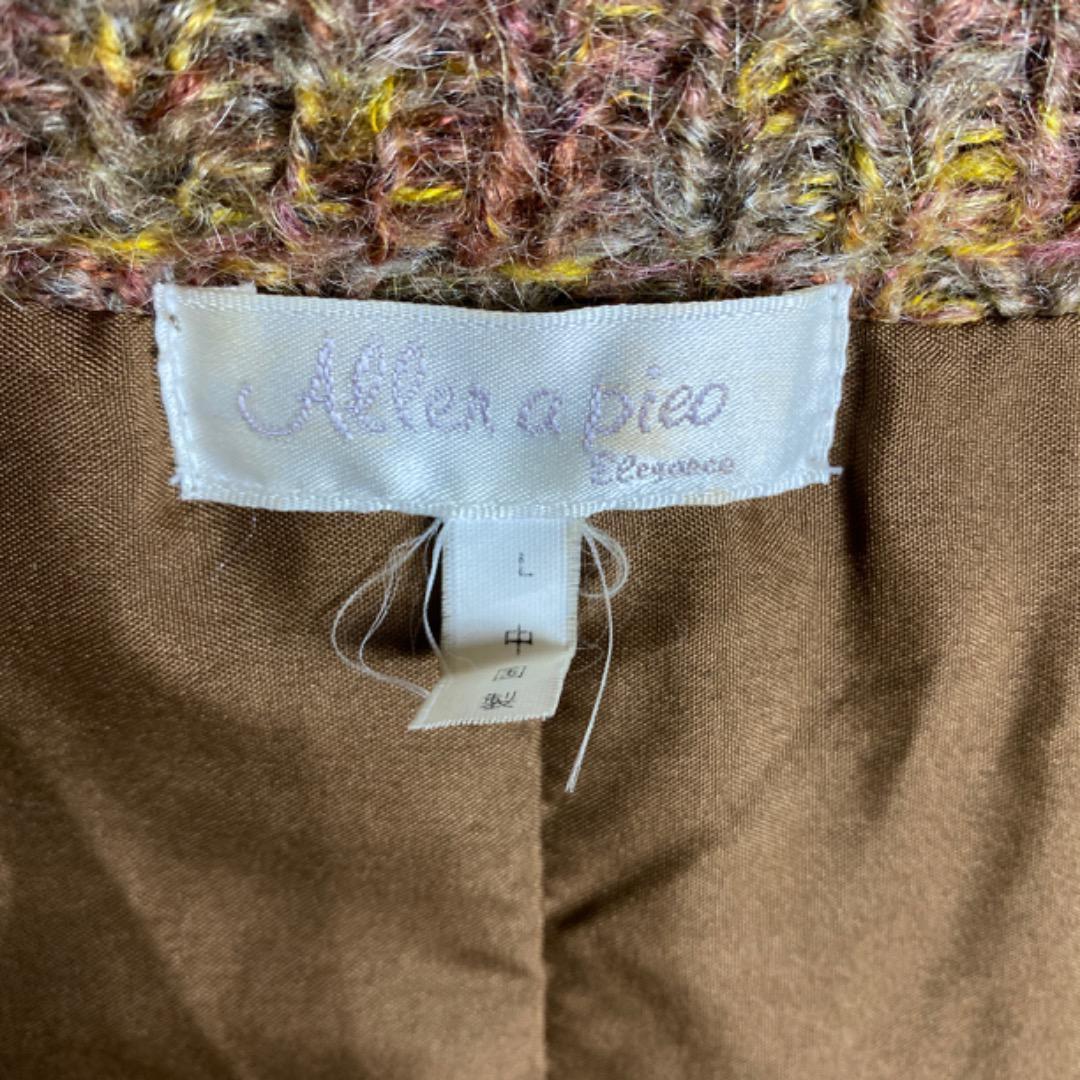 Aller a pieo
Elegance
L
中国製